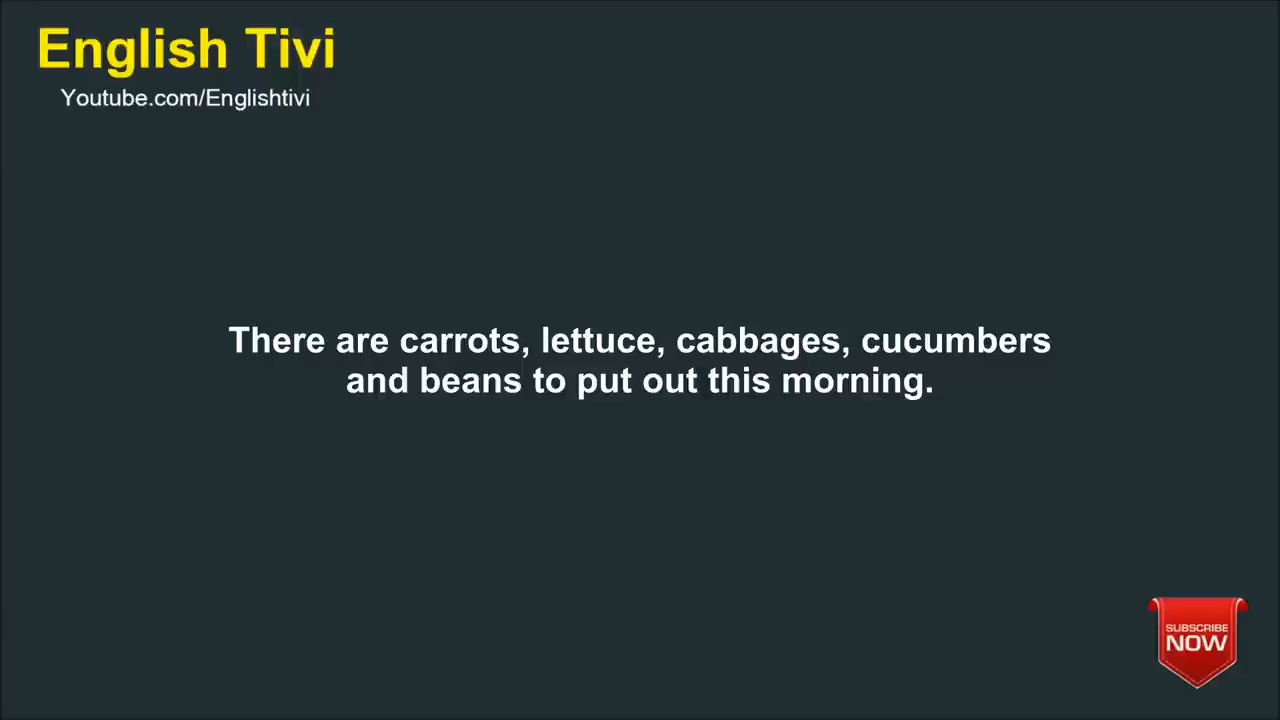 English Tivi
Youtube.com/Englishtivi
There are carrots, lettuce, cabbages, cucumbers
and beans to put out this morning.
SUBSCRIBE
NOW